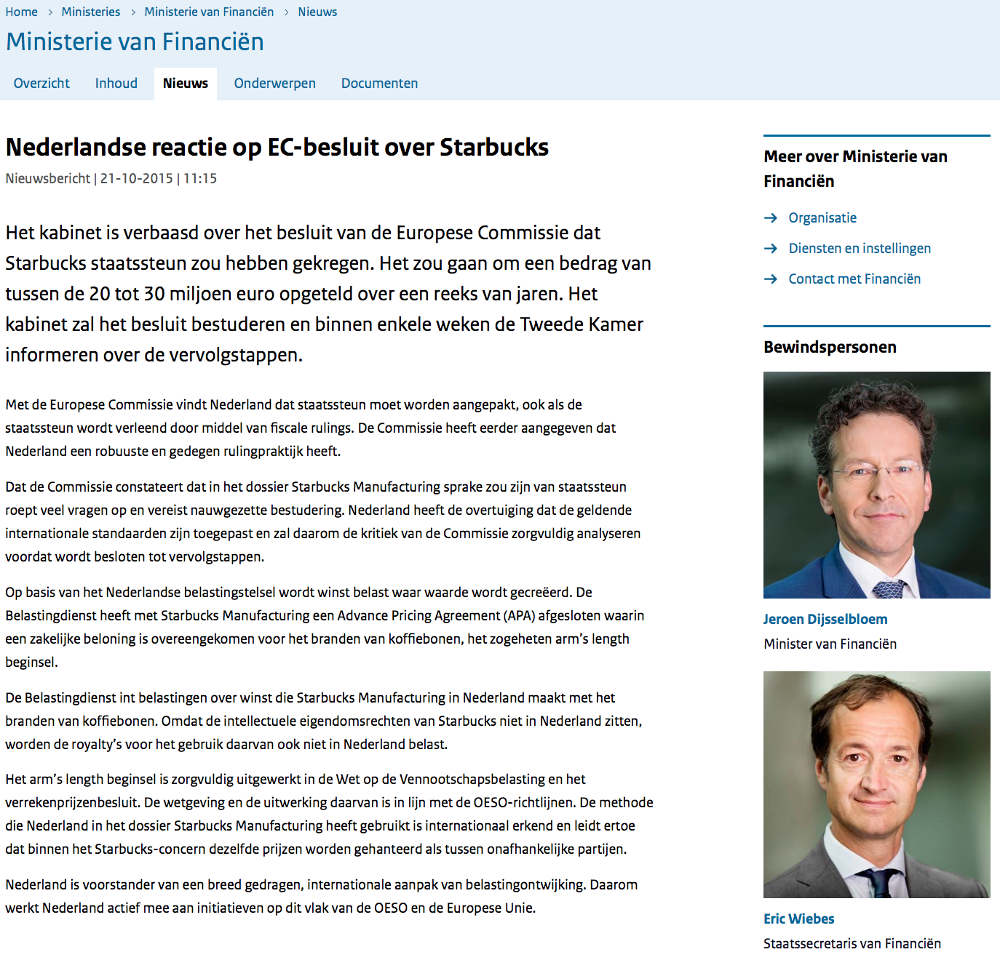 Home > Ministeries > Ministerie van Financiën > Nieuws
Ministerie van Financiën
Overzicht Inhoud Nieuws Onderwerpen Documenten
Nederlandse reactie op EC-besluit over Starbucks
Nieuwsbericht | 21-10-2015 | 11:15
Het kabinet is verbaasd over het besluit van de Europese Commissie dat
Starbucks staatssteun zou hebben gekregen. Het zou gaan om een bedrag van
tussen de 20 tot 30 miljoen euro opgeteld over een reeks van jaren. Het
kabinet zal het besluit bestuderen en binnen enkele weken de Tweede Kamer
informeren over de vervolgstappen.
Met de Europese Commissie vindt Nederland dat staatssteun moet worden aangepakt, ook als de
staatssteun wordt verleend door middel van fiscale rulings. De Commissie heeft eerder aangegeven dat
Nederland een robuuste en gedegen rulingpraktijk heeft.
Dat de Commissie constateert dat in het dossier Starbucks Manufacturing sprake zou zijn van staatssteun
roept veel vragen op en vereist nauwgezette bestudering. Nederland heeft de overtuiging dat de geldende
internationale standaarden zijn toegepast en zal daarom de kritiek van de Commissie zorgvuldig analyseren
voordat wordt besloten tot vervolgstappen.
Op basis van het Nederlandse belastingstelsel wordt winst belast waar waarde wordt gecreëerd. De
Belastingdienst heeft met Starbucks Manufacturing een Advance Pricing Agreement (APA) afgesloten waarin
een zakelijke beloning is overeengekomen voor het branden van koffiebonen, het zogeheten arm’s length
beginsel.
De Belastingdienst int belastingen over winst die Starbucks Manufacturing in Nederland maakt met het
branden van koffiebonen. Omdat de intellectuele eigendomsrechten van Starbucks niet in Nederland zitten,
worden de royalty’s voor het gebruik daarvan ook niet in Nederland belast.
Het arm’s length beginsel is zorgvuldig uitgewerkt in de Wet op de Vennootschapsbelasting en het
verrekenprijzenbesluit. De wetgeving en de uitwerking daarvan is in lijn met de OESO-richtlijnen. De methode
die Nederland in het dossier Starbucks Manufacturing heeft gebruikt is internationaal erkend en leidt ertoe
dat binnen het Starbucks-concern dezelfde prijzen worden gehanteerd als tussen onafhankelijke partijen.
Nederland is voorstander van een breed gedragen, internationale aanpak van belastingontwijking. Daarom
werkt Nederland actief mee aan initiatieven op dit vlak van de OESO en de Europese Unie.
Meer over Ministerie van
Financiën
→ Organisatie
→ Diensten en instellingen
→ Contact met Financiën
Bewindspersonen
Jeroen Dijsselbloem
Minister van Financiën
Eric Wiebes
Staatssecretaris van Financiën